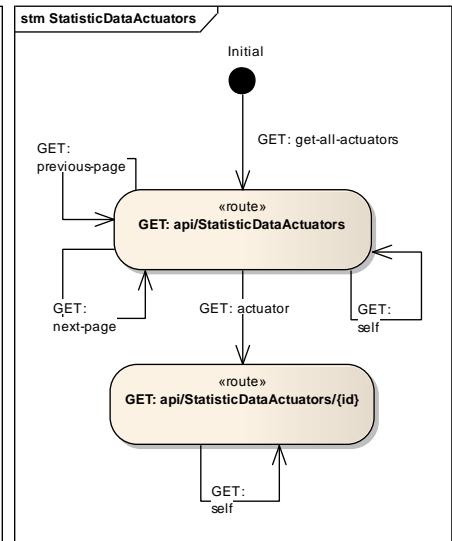 stm StatisticDataActuators
Initial
GET: get-all-actuators
GET:
previous-page
«route»
GET: api/StatisticDataActuators
GET:
next-page
GET: actuator
GET:
self
«route»
GET: api/StatisticDataActuators/{id}
GET:
self